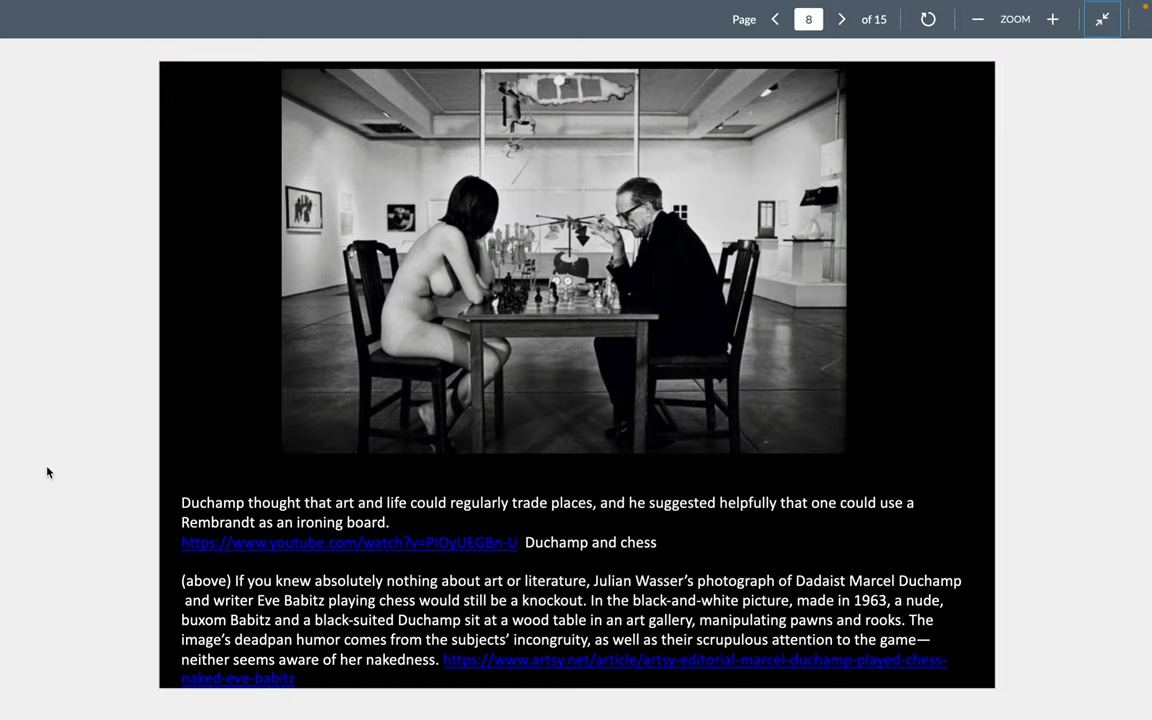 Page 8 of 15 ZOOM
Duchamp thought that art and life could regularly trade places, and he suggested helpfully that one could use a
Rembrandt as an ironing board.
https://www.youtube.com/watch?v=PlOyUEGBn-U Duchamp and chess
(above) If you knew absolutely nothing about art or literature, Julian Wasser’s photograph of Dadaist Marcel Duchamp
and writer Eve Babitz playing chess would still be a knockout. In the black-and-white picture, made in 1963, a nude,
buxom Babitz and a black-suited Duchamp sit at a wood table in an art gallery, manipulating pawns and rooks. The
image’s deadpan humor comes from the subjects’ incongruity, as well as their scrupulous attention to the game—
neither seems aware of her nakedness. https://www.artsy.net/article/artsy-editorial-marcel-duchamp-played-chess-
naked-eve-babitz